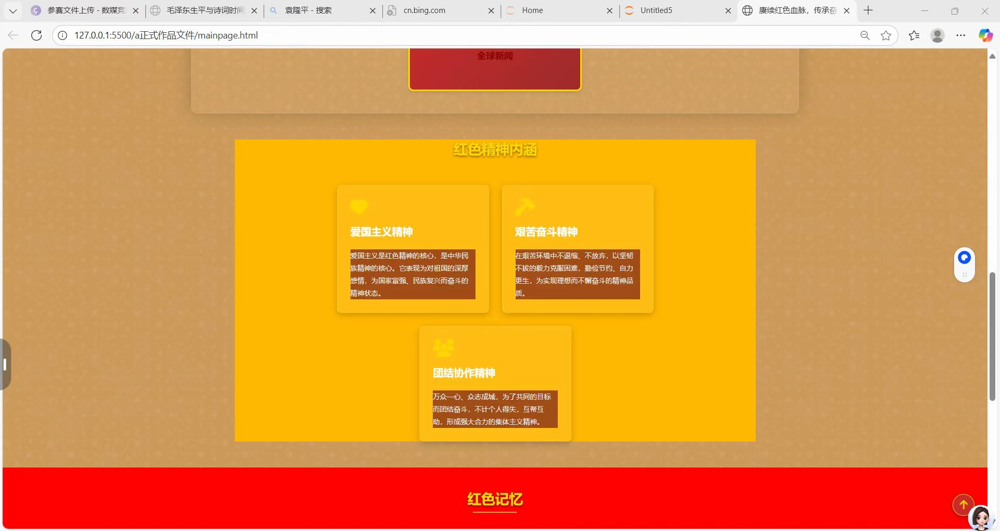 参赛文件上传 - 数媒竞
毛泽东生平与诗词时间
袁隆平 - 搜索
cn.bing.com
Home
Untitled5
赓续红色血脉，传承奋
127.0.0.1:5500/a正式作品文件/mainpage.html
全球新闻
红色精神内涵
爱国主义精神
爱国主义是红色精神的核心，是中华民
族精神的核心。它表现为对祖国的深厚
感情，为国家富强、民族复兴而奋斗的
精神状态。
艰苦奋斗精神
在艰苦环境中不退缩、不放弃，以坚韧
不拔的毅力克服困难，勤俭节约、自力
更生，为实现理想而不懈奋斗的精神品
质。
团结协作精神
万众一心、众志成城，为了共同的目标
而团结奋斗，不计个人得失，互帮互
助，形成强大合力的集体主义精神。
红色记忆